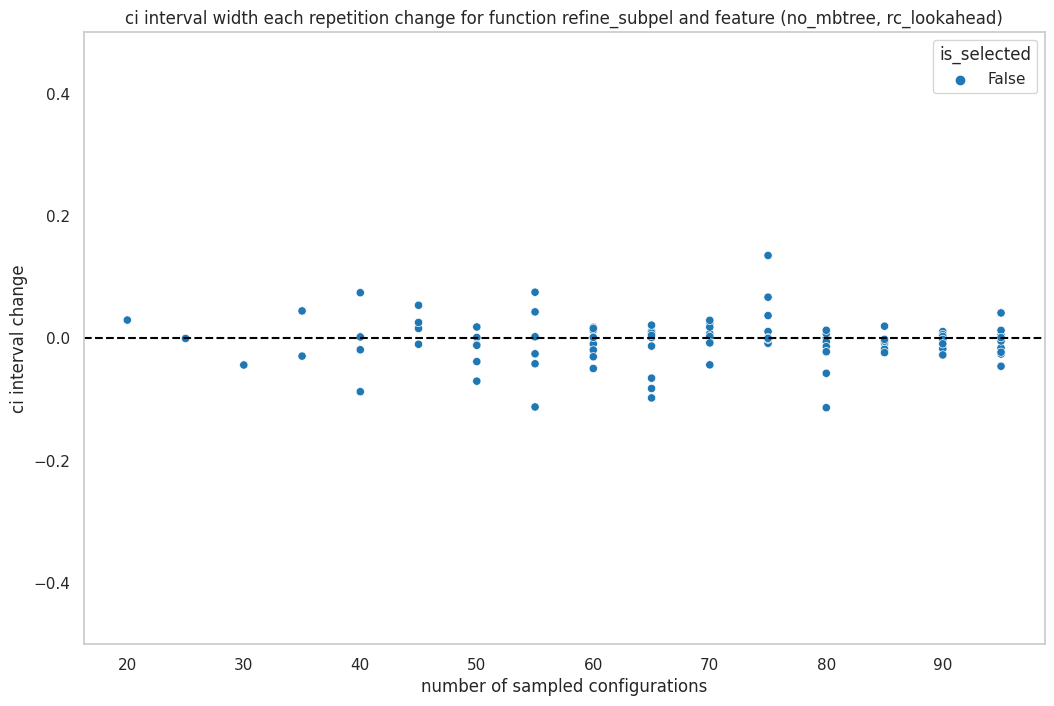 ci interval width each repetition change for function refine_subpel and feature (no_mbtree, rc_lookahead)
is_selected
False
0.4
0.2
0.0
−0.2
−0.4
ci interval change
20 30 40 50 60 70 80 90
number of sampled configurations